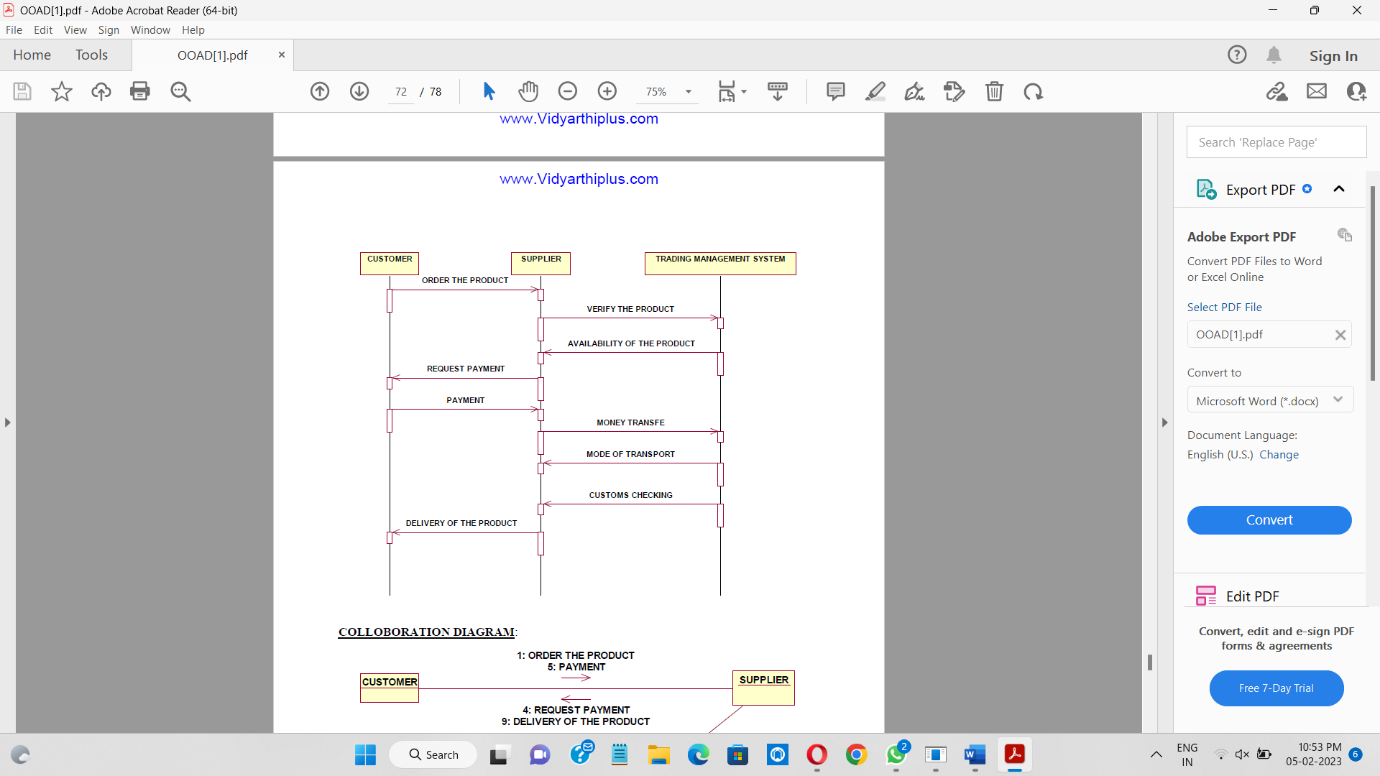 OOAD[1].pdf - Adobe Acrobat Reader (64-bit)
File Edit View Sign Window Help
Home Tools OOAD[1].pdf × Sign In
72 / 78 75%
www.Vidyarthiplus.com
www.Vidyarthiplus.com
CUSTOMER SUPPLIER TRADING MANAGEMENT SYSTEM
ORDER THE PRODUCT
VERIFY THE PRODUCT
AVAILABILITY OF THE PRODUCT
REQUEST PAYMENT
PAYMENT
MONEY TRANSFE
MODE OF TRANSPORT
CUSTOMS CHECKING
DELIVERY OF THE PRODUCT
COLLOBORATION DIAGRAM:
1: ORDER THE PRODUCT
5: PAYMENT
CUSTOMER SUPPLIER
4: REQUEST PAYMENT
9: DELIVERY OF THE PRODUCT
Search 'Replace Page'
Export PDF
Adobe Export PDF
Convert PDF Files to Word
or Excel Online
Select PDF File
OOAD[1].pdf
Convert to
Microsoft Word (*.docx)
Document Language:
English (U.S.) Change
Convert
Edit PDF
Convert, edit and e-sign PDF
forms & agreements
Free 7-Day Trial
Search 2 ENG
IN
10:53 PM
05-02-2023
6